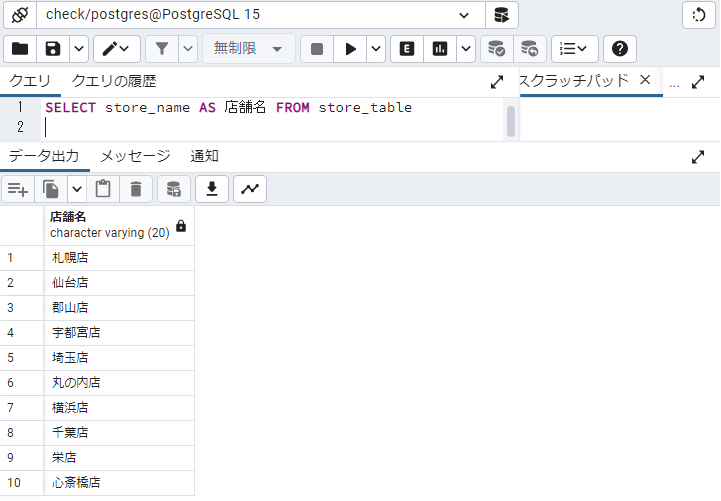 check/postgres@PostgreSQL 15
無制限
E
クエリ クエリの履歴
スクラッチパッド
...
1 SELECT store_name AS 店舗名 FROM store_table
2
データ出力 メッセージ 通知
店舗名
character varying (20)
1 札幌店
2 仙台店
3 郡山店
4 宇都宮店
5 埼玉店
6 丸の内店
7 横浜店
8 千葉店
9 栄店
10 心斎橋店